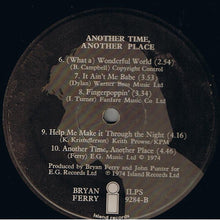 ANOTHER TIME,
ANOTHER PLACE
6. (What a) Wonderful World (2.54)
(B. Campbell) Copyright Control
7. It Ain't Me Babe (3.53)
(Dylan) Warner Bros Music Ltd
8. Fingerpoppin' (3.34)
(I. Turner) Fanfare Music Co Ltd
9. Help Me Make it Through the Night (4.16)
(K. Kristofferson) Keith Prowse/KPM
10. Another Time, Another Place (4.46)
(Ferry) E.G. Music Ltd ℗ 1974
Produced by Bryan Ferry and John Punter for
E.G. Records Ltd © 1974 Island Records Ltd
BRYAN ILPS
FERRY 9284-B
island records